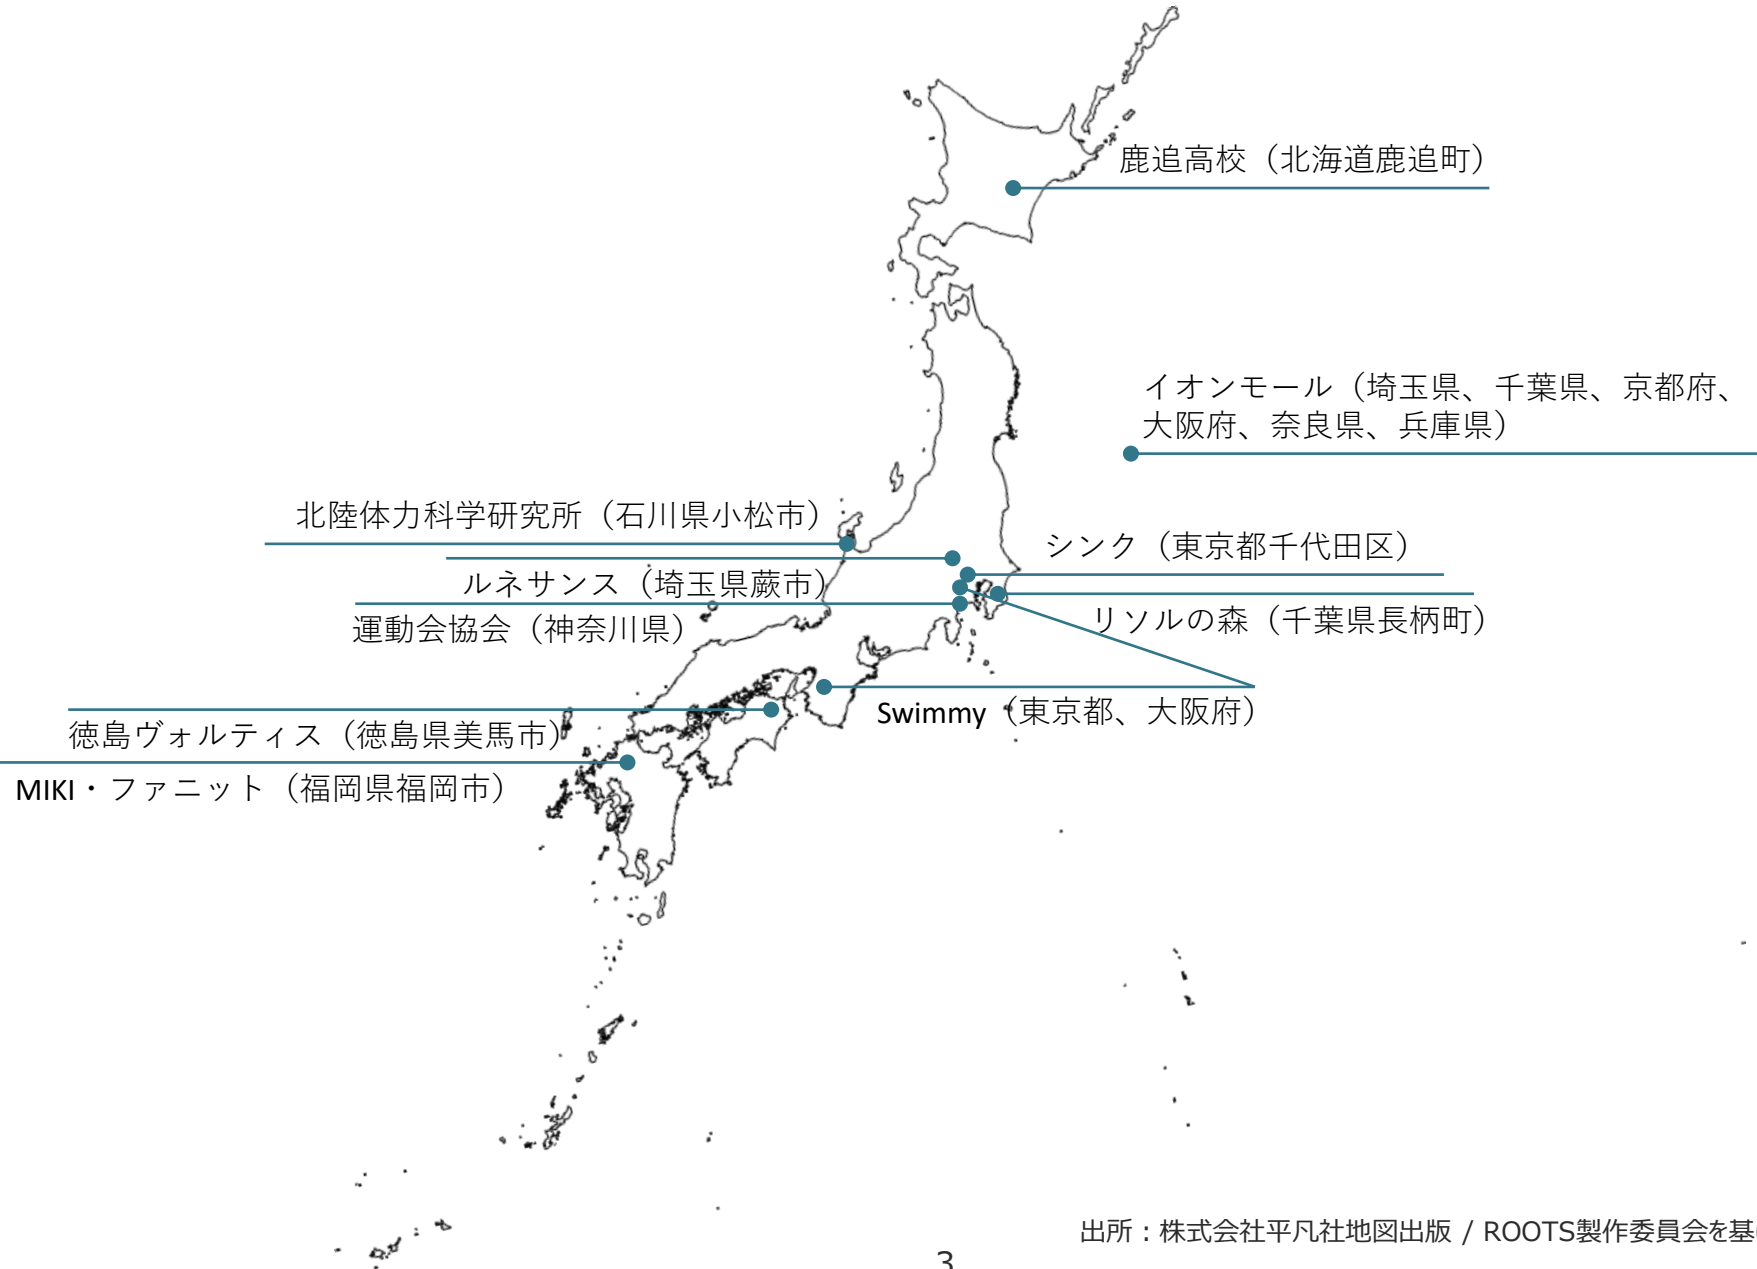 鹿追高校（北海道鹿追町）
イオンモール（埼玉県、千葉県、京都府、
大阪府、奈良県、兵庫県）
北陸体力科学研究所（石川県小松市）
シンク（東京都千代田区）
ルネサンス（埼玉県蕨市）
リソルの森（千葉県長柄町）
運動会協会（神奈川県）
Swimmy（東京都、大阪府）
徳島ヴォルティス（徳島県美馬市）
MIKI・ファニット（福岡県福岡市）
出所：株式会社平凡社地図出版 / ROOTS製作委員会を基
3